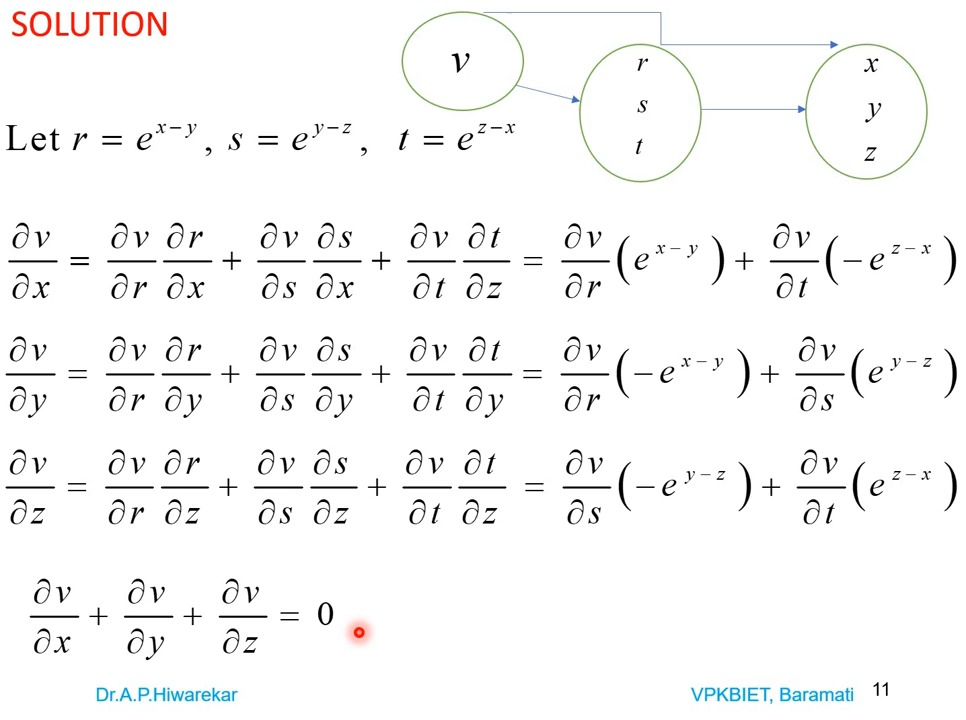 SOLUTION
v
r
s
t
x
y
z
Let r = e^{x−y}, s = e^{y−z}, t = e^{z−x}
∂v/∂x = ∂v/∂r ∂r/∂x + ∂v/∂s ∂s/∂x + ∂v/∂t ∂t/∂z = ∂v/∂r (e^{x−y}) + ∂v/∂t (−e^{z−x})
∂v/∂y = ∂v/∂r ∂r/∂y + ∂v/∂s ∂s/∂y + ∂v/∂t ∂t/∂y = ∂v/∂r (−e^{x−y}) + ∂v/∂s (e^{y−z})
∂v/∂z = ∂v/∂r ∂r/∂z + ∂v/∂s ∂s/∂z + ∂v/∂t ∂t/∂z = ∂v/∂s (−e^{y−z}) + ∂v/∂t (e^{z−x})
∂v/∂x + ∂v/∂y + ∂v/∂z = 0
Dr.A.P.Hiwarekar
VPKBIET, Baramati 11